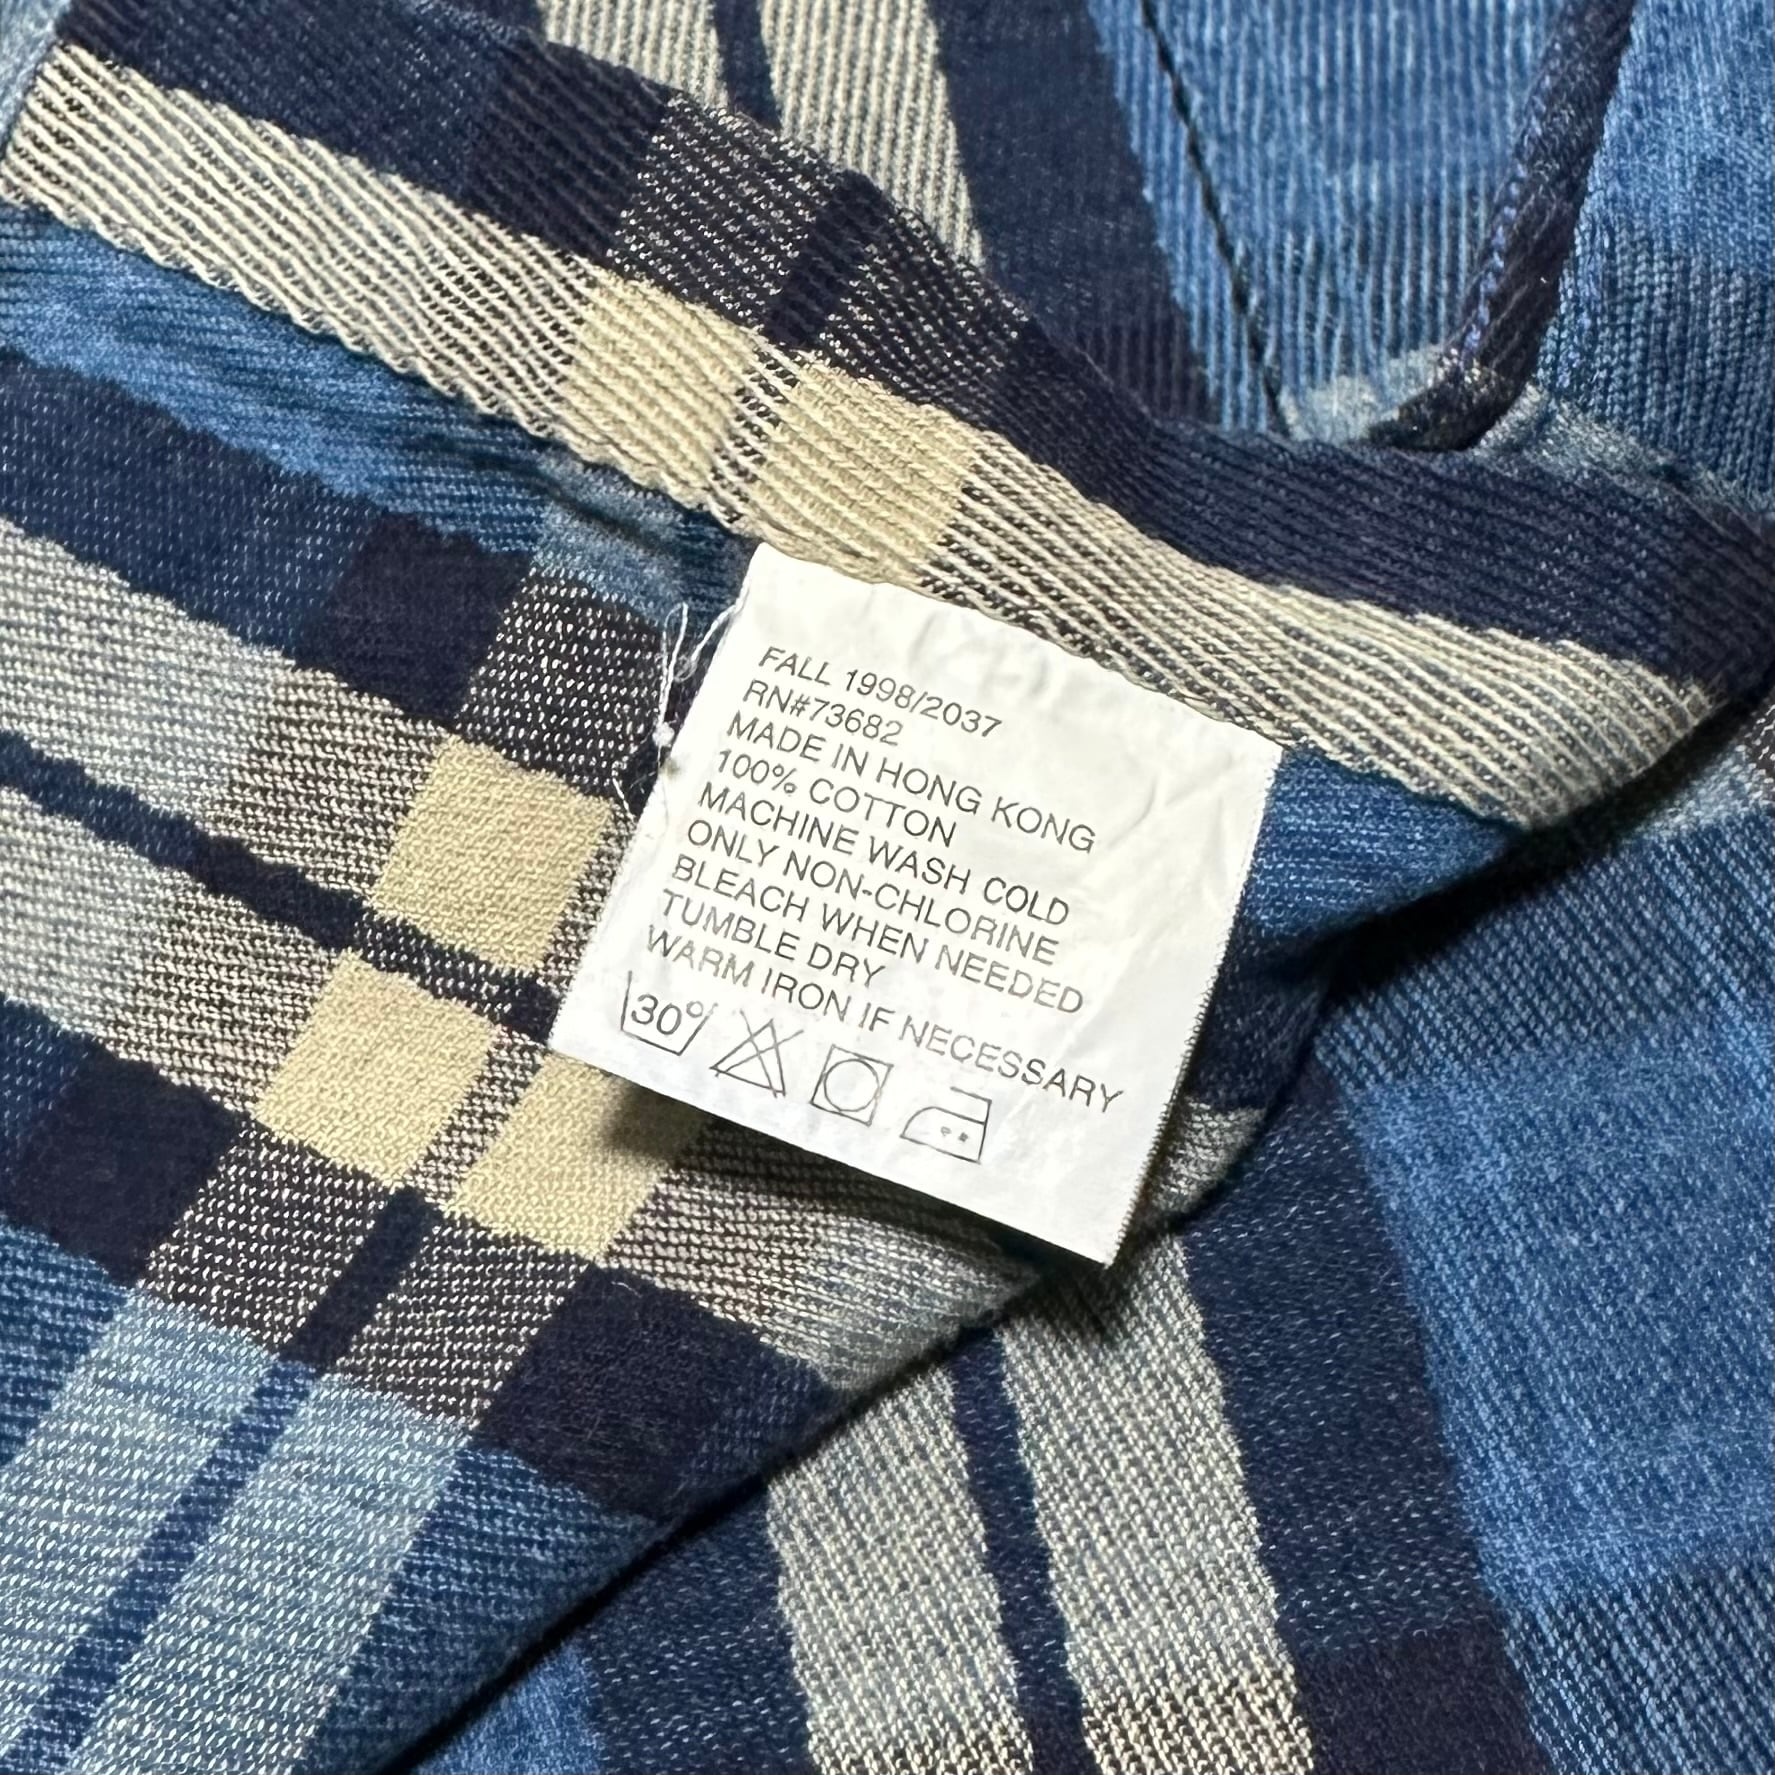 FALL 1998/2037
RN#73682
MADE IN HONG KONG
100% COTTON
MACHINE WASH COLD
ONLY NON-CHLORINE
BLEACH WHEN NEEDED
TUMBLE DRY
WARM IRON IF NECESSARY
30°